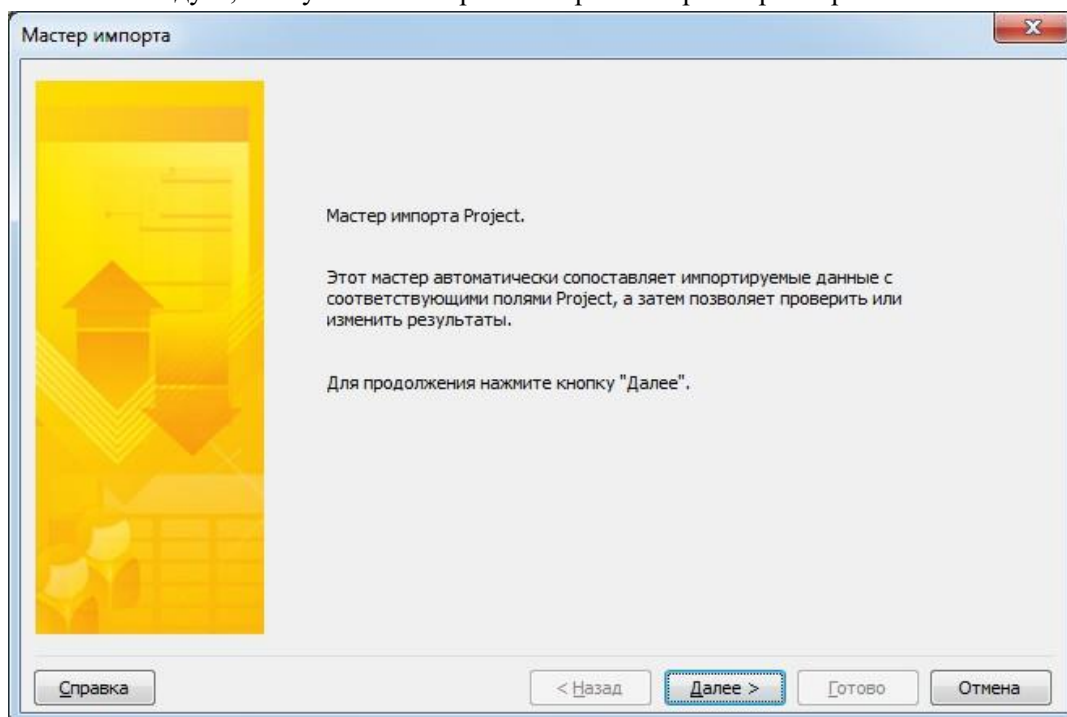 Мастер импорта
Мастер импорта Project.
Этот мастер автоматически сопоставляет импортируемые данные с
соответствующими полями Project, а затем позволяет проверить или
изменить результаты.
Для продолжения нажмите кнопку "Далее".
Справка
< Назад
Далее >
Готово
Отмена